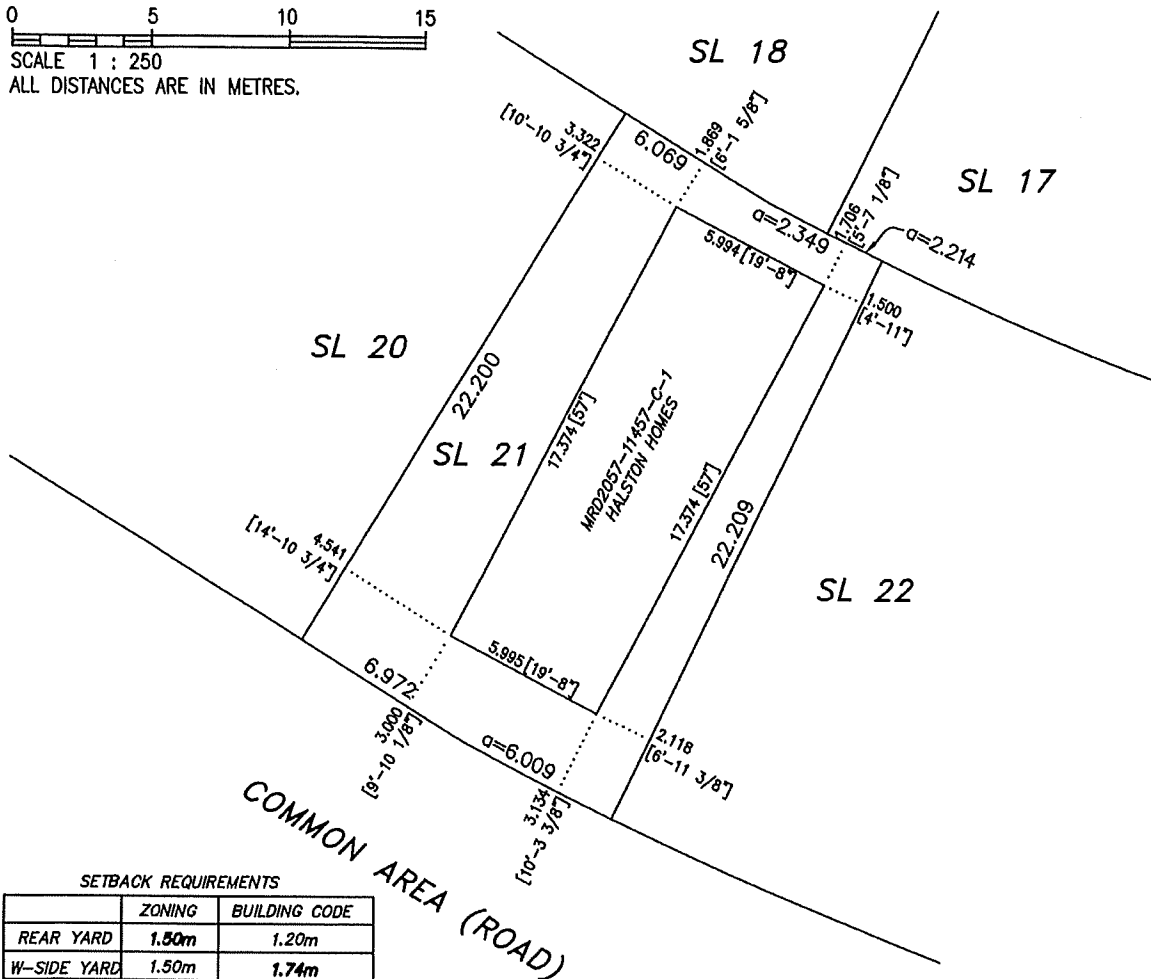 0 5 10 15
SCALE 1 : 250
ALL DISTANCES ARE IN METRES.
SL 18
SL 17
3.322
[10'-10 3/4"]
6.069
1.869
[6'-1 5/8"]
a=2.349
1.706
[5'-7 1/8"]
a=2.214
5.994 [19'-8"]
1.500
[4'-11"]
SL 20
22.200
SL 21
17.374 [57']
MRD2057-11457-C-1
HALSTON HOMES
17.374 [57']
22.209
SL 22
4.541
[14'-10 3/4"]
5.995 [19'-8"]
6.972
3.000
[9'-10 1/8"]
a=6.009
2.118
[6'-11 3/8"]
3.134
[10'-3 3/8"]
COMMON AREA (ROAD)
SETBACK REQUIREMENTS
ZONING BUILDING CODE
REAR YARD 1.50m 1.20m
W-SIDE YARD 1.50m 1.74m